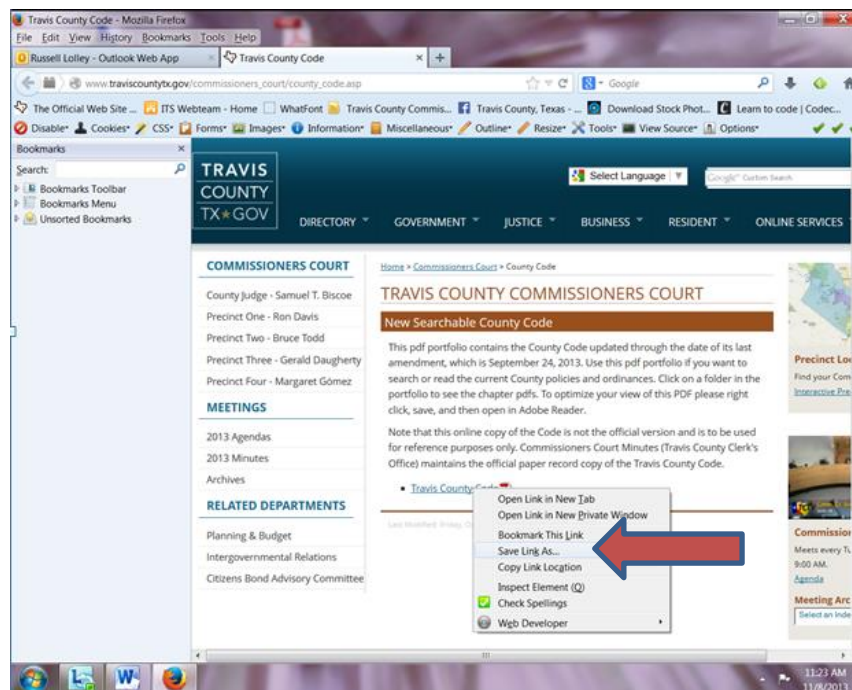 Travis County Code - Mozilla Firefox
File Edit View History Bookmarks Tools Help
Russell Lolley - Outlook Web App
Travis County Code
www.traviscountytx.gov/commissioners_court/county_code.asp
Google
The Official Web Site ...
ITS Webteam - Home
WhatFont
Travis County Commis...
Travis County, Texas - ...
Download Stock Phot...
Learn to code | Codec...
Disable Cookies CSS Forms Images Information Miscellaneous Outline Resize Tools View Source Options
Bookmarks
Search:
Bookmarks Toolbar
Bookmarks Menu
Unsorted Bookmarks
TRAVIS
COUNTY
TX★GOV
Select Language
Google Custom Search
DIRECTORY GOVERNMENT JUSTICE BUSINESS RESIDENT ONLINE SERVICES
COMMISSIONERS COURT
County Judge - Samuel T. Biscoe
Precinct One - Ron Davis
Precinct Two - Bruce Todd
Precinct Three - Gerald Daugherty
Precinct Four - Margaret Gómez
MEETINGS
2013 Agendas
2013 Minutes
Archives
RELATED DEPARTMENTS
Planning & Budget
Intergovernmental Relations
Citizens Bond Advisory Committee
Home > Commissioners Court > County Code
TRAVIS COUNTY COMMISSIONERS COURT
New Searchable County Code
This pdf portfolio contains the County Code updated through the date of its last
amendment, which is September 24, 2013. Use this pdf portfolio if you want to
search or read the current County policies and ordinances. Click on a folder in the
portfolio to see the chapter pdfs. To optimize your view of this PDF please right
click, save, and then open in Adobe Reader.
Note that this online copy of the Code is not the official version and is to be used
for reference purposes only. Commissioners Court Minutes (Travis County Clerk's
Office) maintains the official paper record copy of the Travis County Code.
Travis County Code
Last Modified: Friday,
Open Link in New Tab
Open Link in New Private Window
Bookmark This Link
Save Link As...
Copy Link Location
Inspect Element (Q)
Check Spellings
Web Developer
Precinct Lo
Find your Com
Interactive Pre
Commission
Meets every Tu
9:00 AM.
Agenda
Meeting Arc
Select an Inde
11:23 AM
11/8/2013